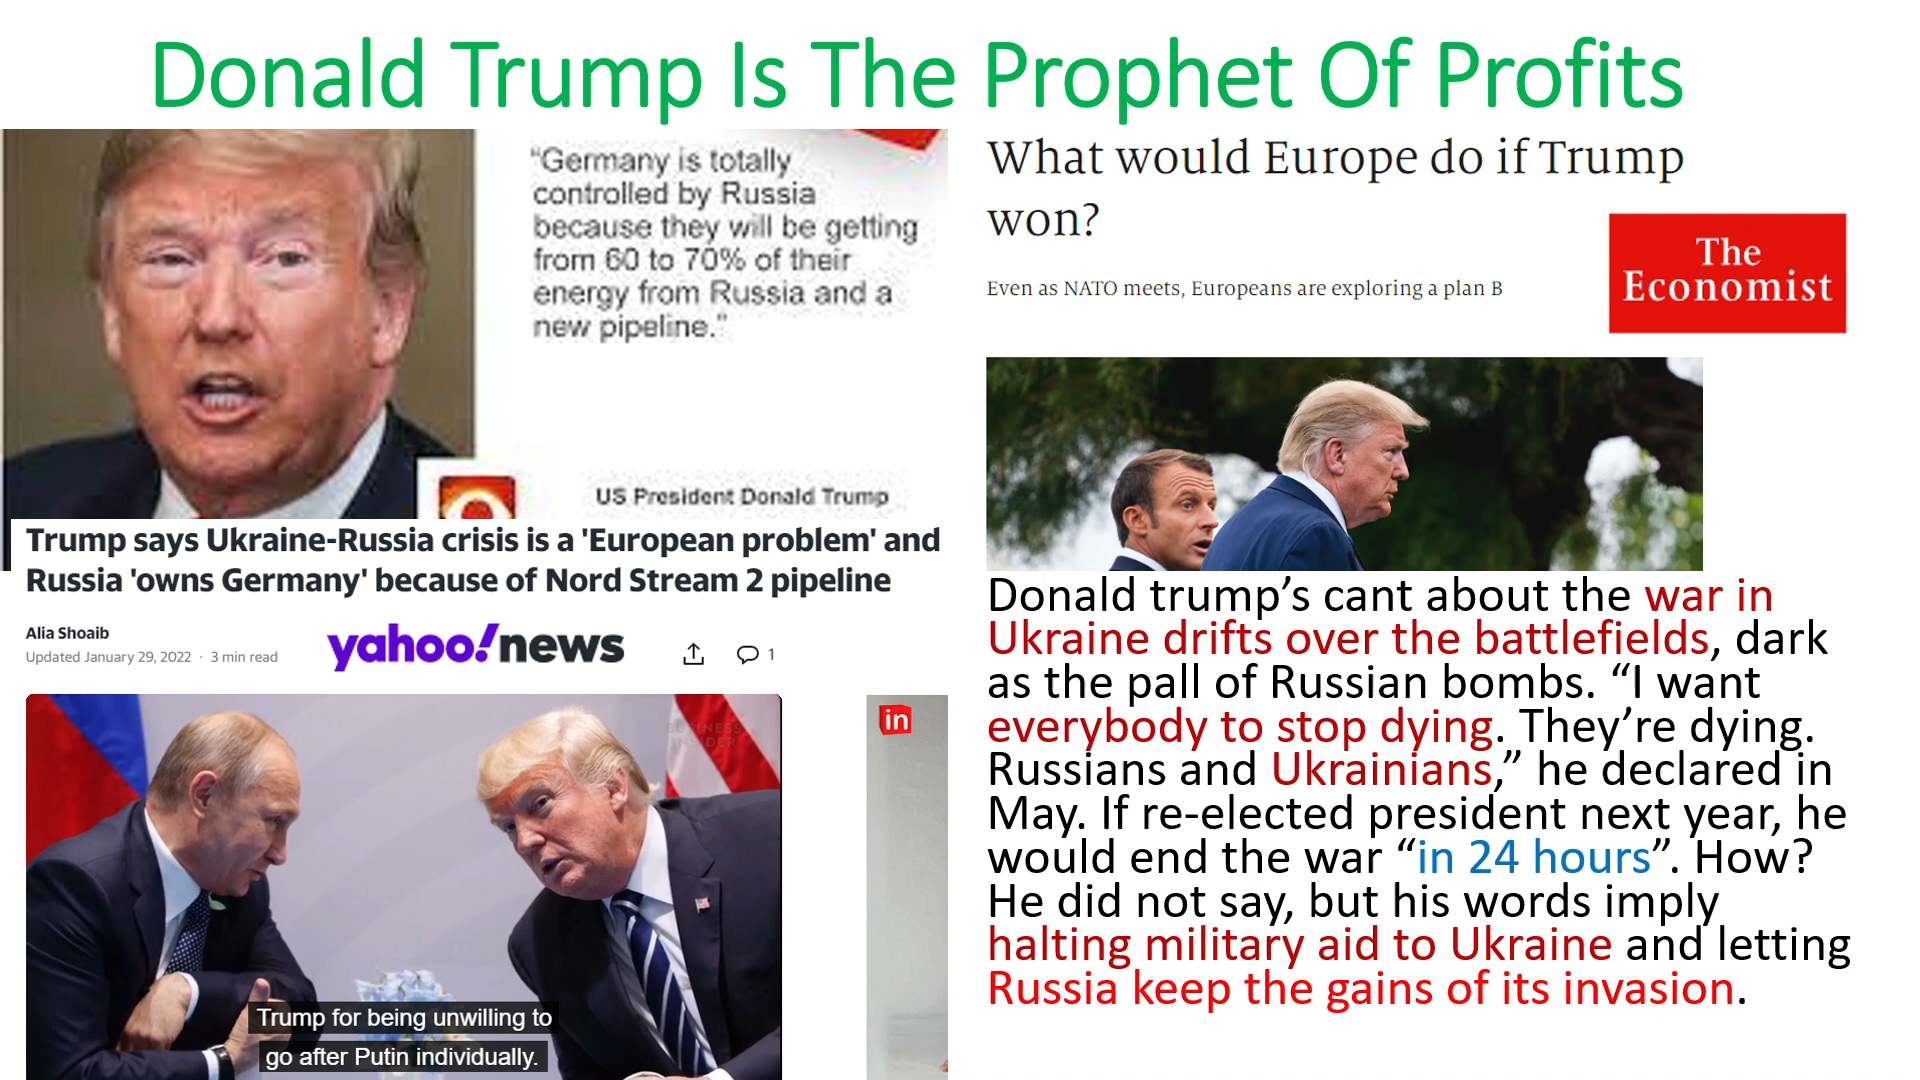 Donald Trump Is The Prophet Of Profits
“Germany is totally
controlled by Russia
because they will be getting
from 60 to 70% of their
energy from Russia and a
new pipeline.”
US President Donald Trump
Trump says Ukraine-Russia crisis is a 'European problem' and
Russia 'owns Germany' because of Nord Stream 2 pipeline
Alia Shoaib
Updated January 29, 2022 · 3 min read
yahoo!news
1
BUSINESS
INSIDER
in
Trump for being unwilling to
go after Putin individually.
What would Europe do if Trump
won?
Even as NATO meets, Europeans are exploring a plan B
The
Economist
Donald trump’s cant about the war in
Ukraine drifts over the battlefields, dark
as the pall of Russian bombs. “I want
everybody to stop dying. They’re dying.
Russians and Ukrainians,” he declared in
May. If re-elected president next year, he
would end the war “in 24 hours”. How?
He did not say, but his words imply
halting military aid to Ukraine and letting
Russia keep the gains of its invasion.